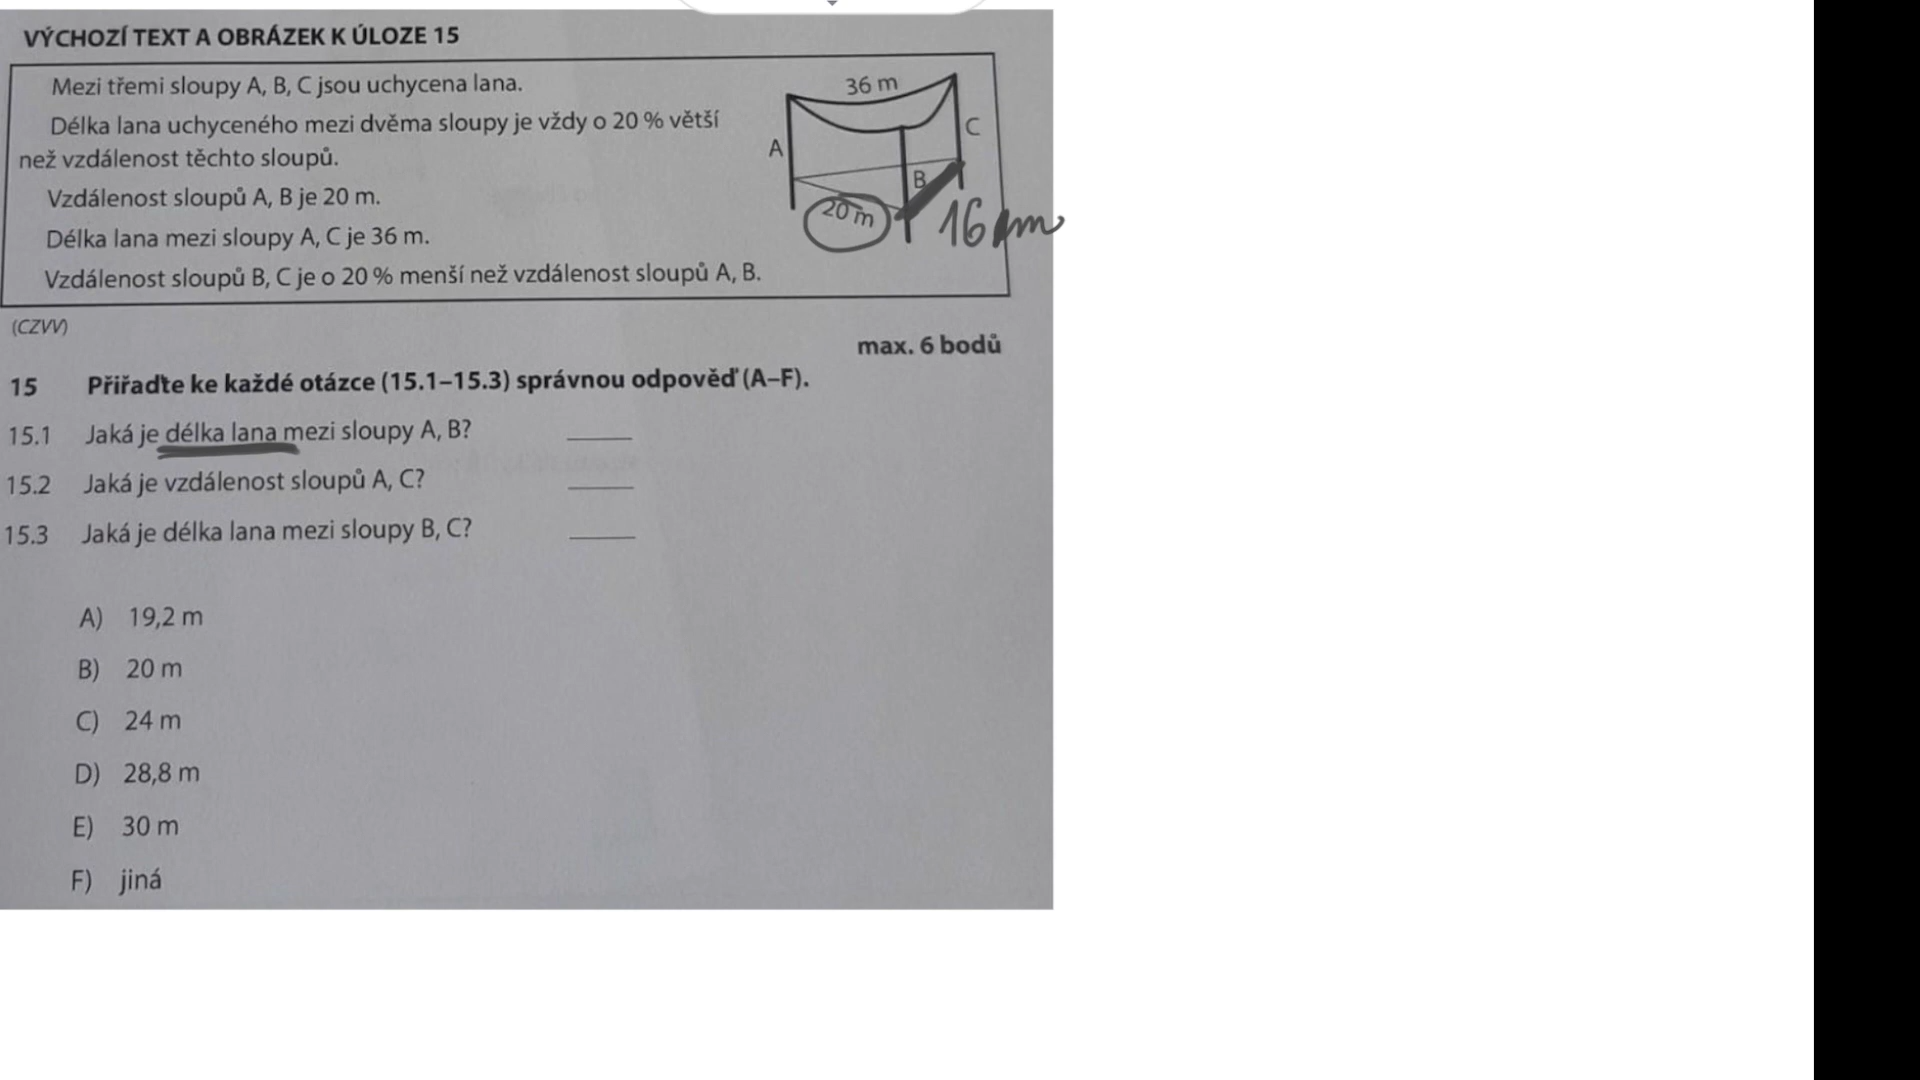 VÝCHOZÍ TEXT A OBRÁZEK K ÚLOZE 15
Mezi třemi sloupy A, B, C jsou uchycena lana.
Délka lana uchyceného mezi dvěma sloupy je vždy o 20 % větší
než vzdálenost těchto sloupů.
Vzdálenost sloupů A, B je 20 m.
Délka lana mezi sloupy A, C je 36 m.
Vzdálenost sloupů B, C je o 20 % menší než vzdálenost sloupů A, B.
36 m
A
C
B
20 m
16 m
(CZVV)
max. 6 bodů
15 Přiřaďte ke každé otázce (15.1–15.3) správnou odpověď (A–F).
15.1 Jaká je délka lana mezi sloupy A, B? _____
15.2 Jaká je vzdálenost sloupů A, C? _____
15.3 Jaká je délka lana mezi sloupy B, C? _____
A) 19,2 m
B) 20 m
C) 24 m
D) 28,8 m
E) 30 m
F) jiná